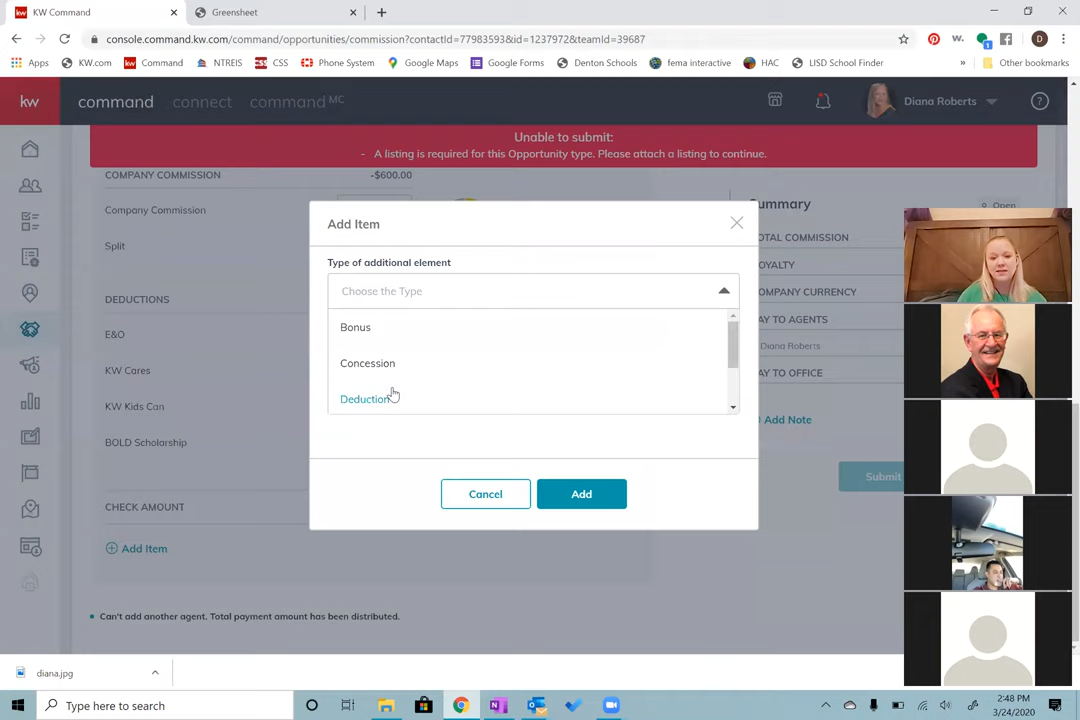 KW Command
Greensheet
console.command.kw.com/command/opportunities/commission?contactId=77983593&id=1237972&teamId=39687
W.
1
D
Apps
KW.com
Command
NTREIS
CSS
Phone System
Google Maps
Google Forms
Denton Schools
fema interactive
HAC
LISD School Finder
»
Other bookmarks
kw
command
connect
command MC
Diana Roberts
?
Unable to submit:
- A listing is required for this Opportunity type. Please attach a listing to continue.
COMPANY COMMISSION
-$600.00
Company Commission
Split
DEDUCTIONS
E&O
KW Cares
KW Kids Can
BOLD Scholarship
CHECK AMOUNT
Add Item
Can't add another agent. Total payment amount has been distributed.
Add Item
Type of additional element
Choose the Type
Bonus
Concession
Deduction
Cancel
Add
ummary
Open
OTAL COMMISSION
OYALTY
OMPANY CURRENCY
AY TO AGENTS
Diana Roberts
AY TO OFFICE
Add Note
Submit
diana.jpg
Type here to search
2:48 PM
3/24/2020